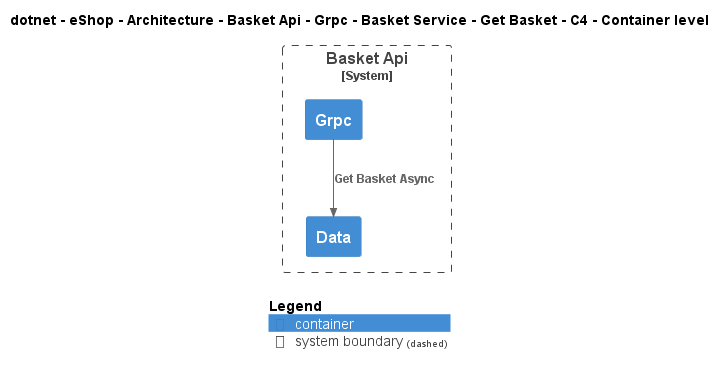 dotnet - eShop - Architecture - Basket Api - Grpc - Basket Service - Get Basket - C4 - Container level
Basket Api
[System]
Grpc
Get Basket Async
Data
Legend
container
system boundary (dashed)